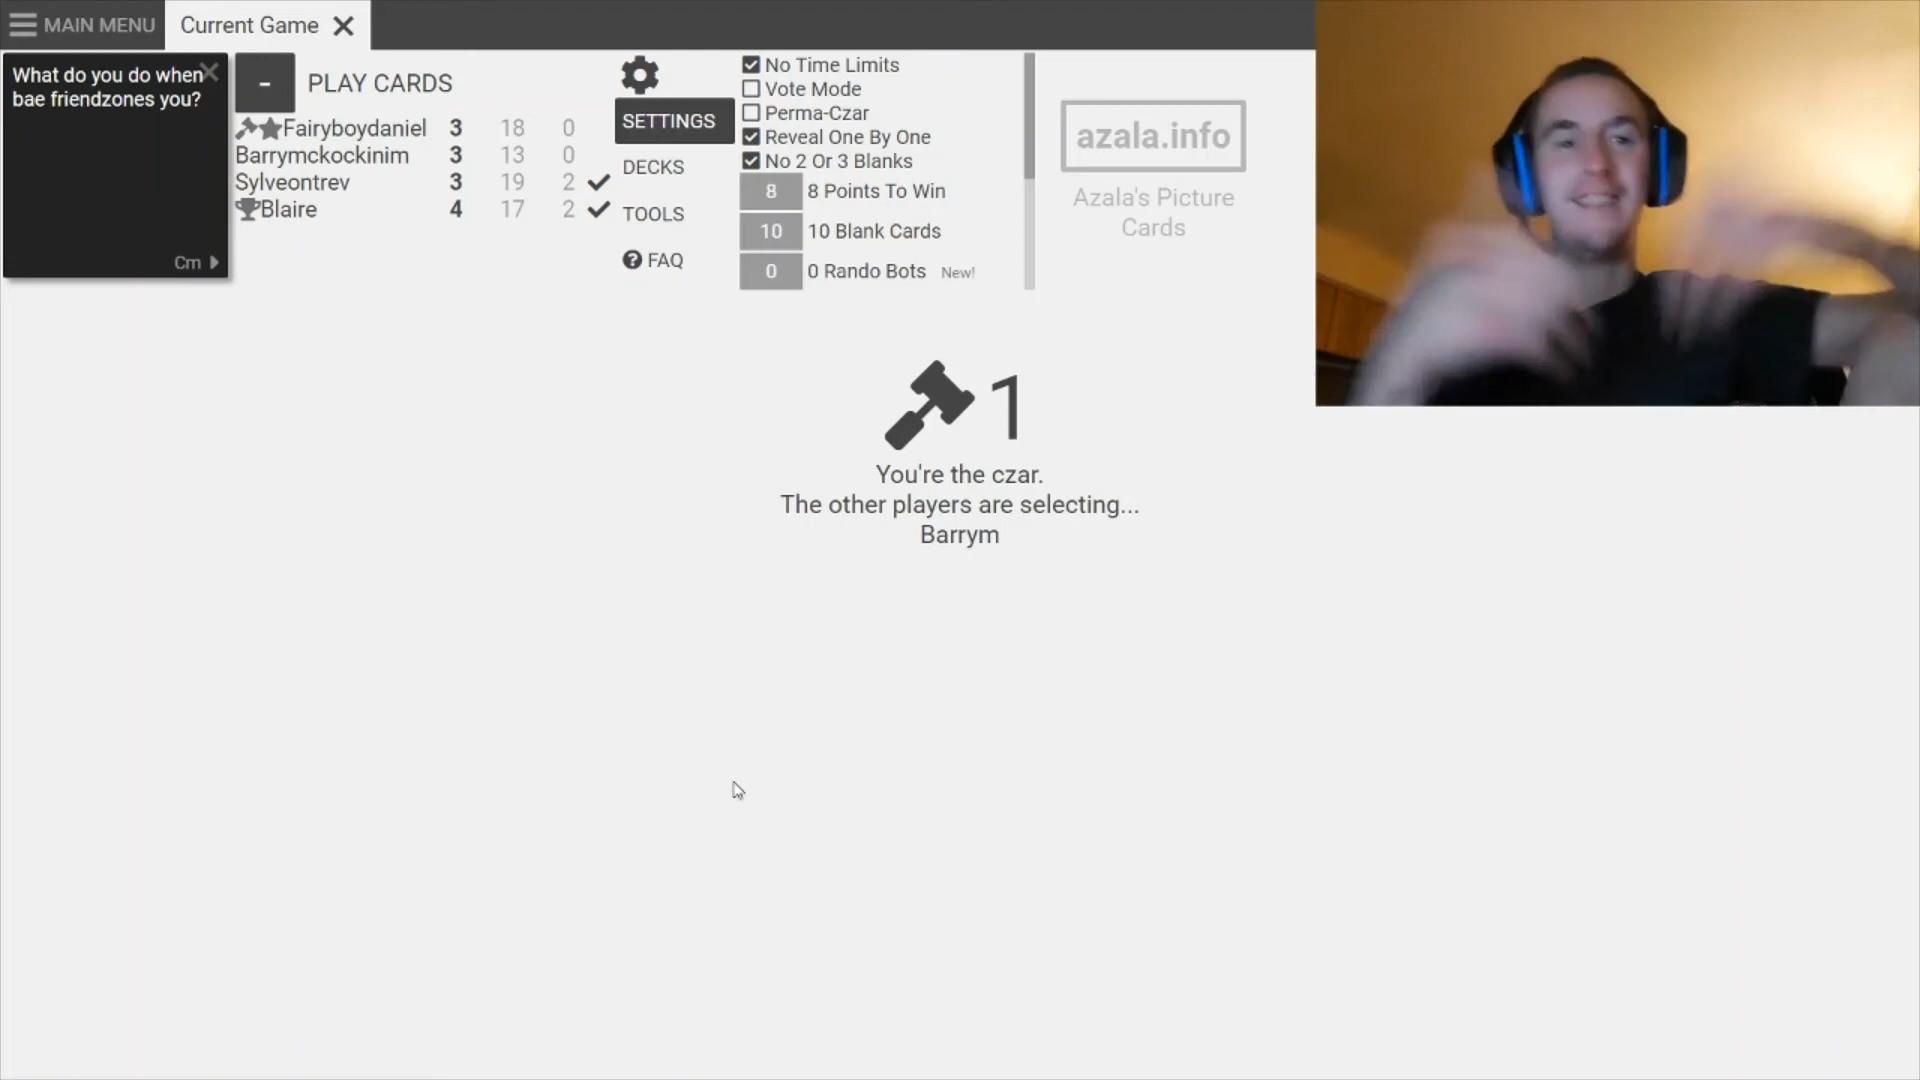 MAIN MENU
Current Game
What do you do when
bae friendzones you?
Cm
- PLAY CARDS
Fairyboydaniel 3 18 0
Barrymckockinim 3 13 0
Sylveontrev 3 19 2
Blaire 4 17 2
SETTINGS
DECKS
TOOLS
FAQ
No Time Limits
Vote Mode
Perma-Czar
Reveal One By One
No 2 Or 3 Blanks
8 8 Points To Win
10 10 Blank Cards
0 0 Rando Bots New!
azala.info
Azala's Picture
Cards
1
You're the czar.
The other players are selecting...
Barrym